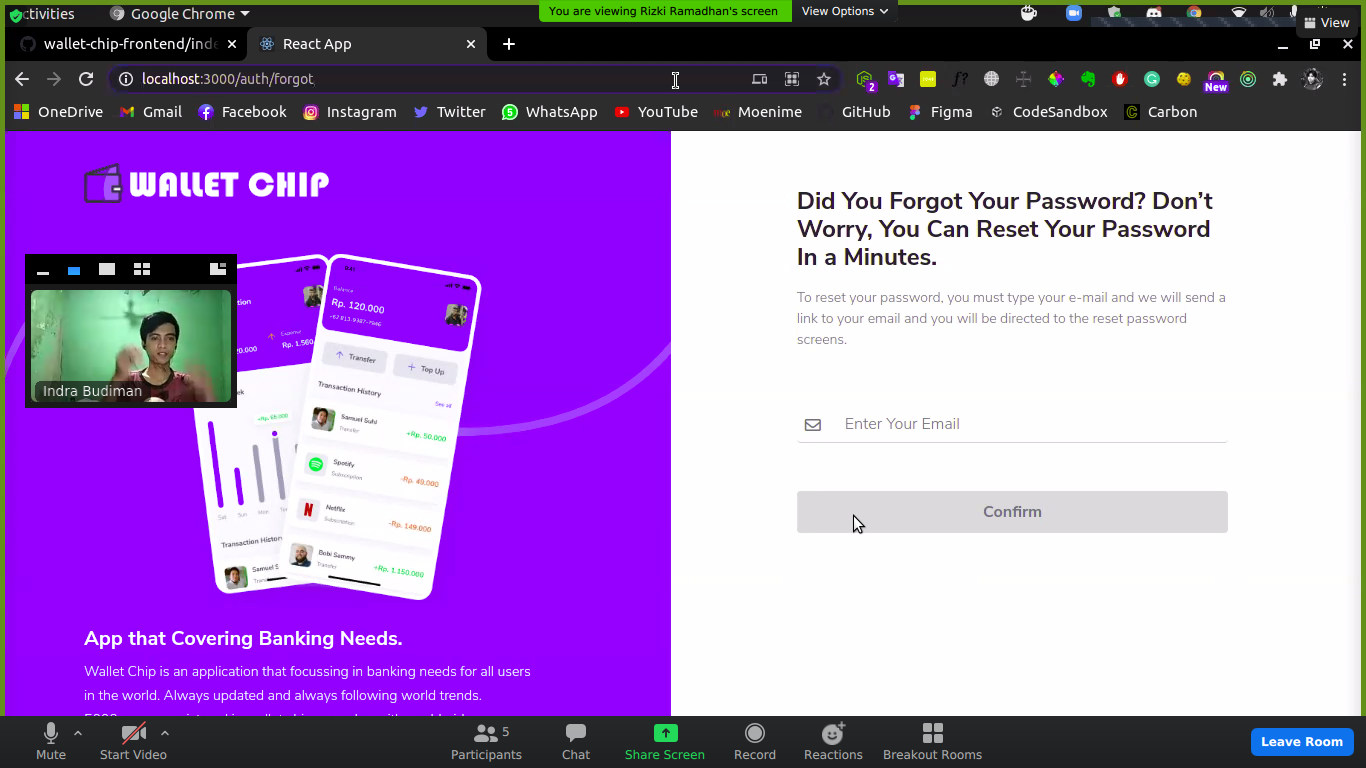 ctivities
Google Chrome
You are viewing Rizki Ramadhan's screen
View Options
View
wallet-chip-frontend/inde
React App
localhost:3000/auth/forgot
2
New
OneDrive
Gmail
Facebook
Instagram
Twitter
WhatsApp
YouTube
Moenime
GitHub
Figma
CodeSandbox
Carbon
WALLET CHIP
Indra Budiman
Balance
Rp. 120.000
+62 813-9387-7946
Expense
Rp. 1.560
Transfer
Top Up
Transaction History
See all
Samuel Suhi
Transfer
+Rp. 50.000
Spotify
Subscription
-Rp. 49.000
Netflix
Subscription
-Rp. 149.000
Bobi Sammy
Transfer
+Rp. 1.150.000
Sat
Sun
Mon
Transaction Histor
Samuel S
App that Covering Banking Needs.
Wallet Chip is an application that focussing in banking needs for all users
in the world. Always updated and always following world trends.
Did You Forgot Your Password? Don't
Worry, You Can Reset Your Password
In a Minutes.
To reset your password, you must type your e-mail and we will send a
link to your email and you will be directed to the reset password
screens.
Enter Your Email
Confirm
Mute
Start Video
Participants
5
Chat
Share Screen
Record
Reactions
Breakout Rooms
Leave Room